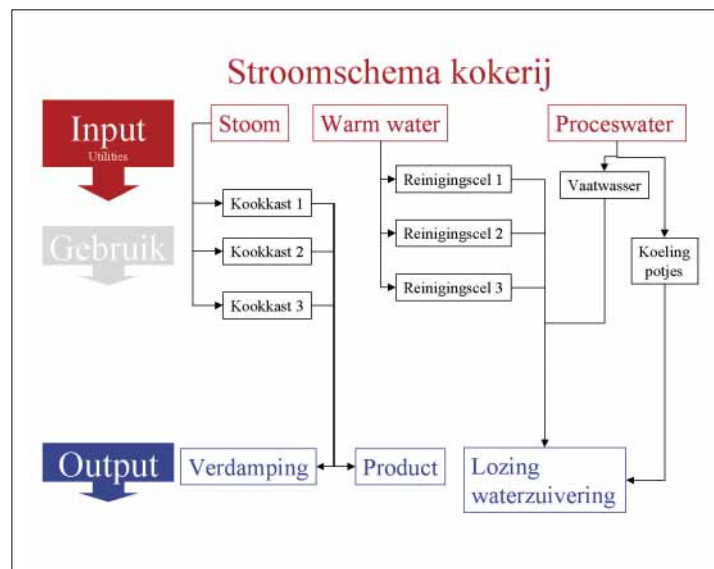 Stroomschema kokerij
Input
Utilities
Stoom
Warm water
Proceswater
Reinigingscel 1
Vaatwasser
Kookkast 1
Gebruik
Reinigingscel 2
Kookkast 2
Koeling
potjes
Reinigingscel 3
Kookkast 3
Output
Verdamping
Product
Lozing
waterzuivering